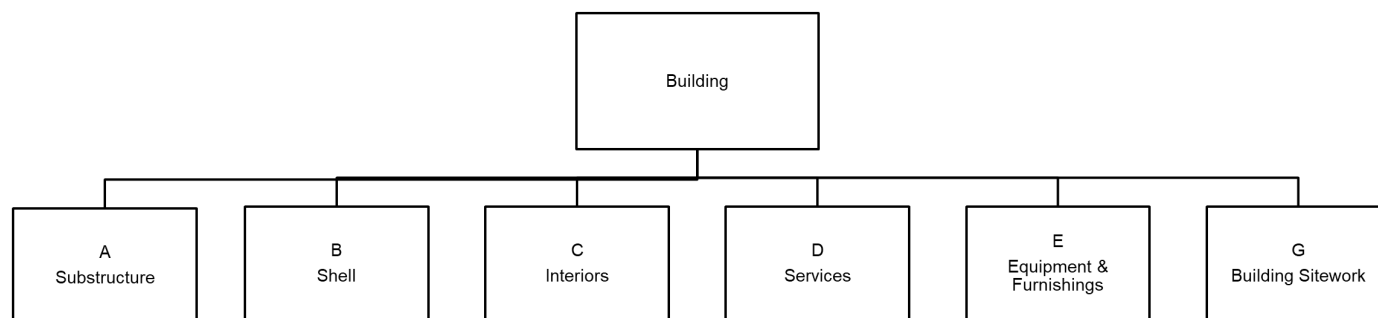 Building
A
Substructure
B
Shell
C
Interiors
D
Services
E
Equipment &
Furnishings
G
Building Sitework